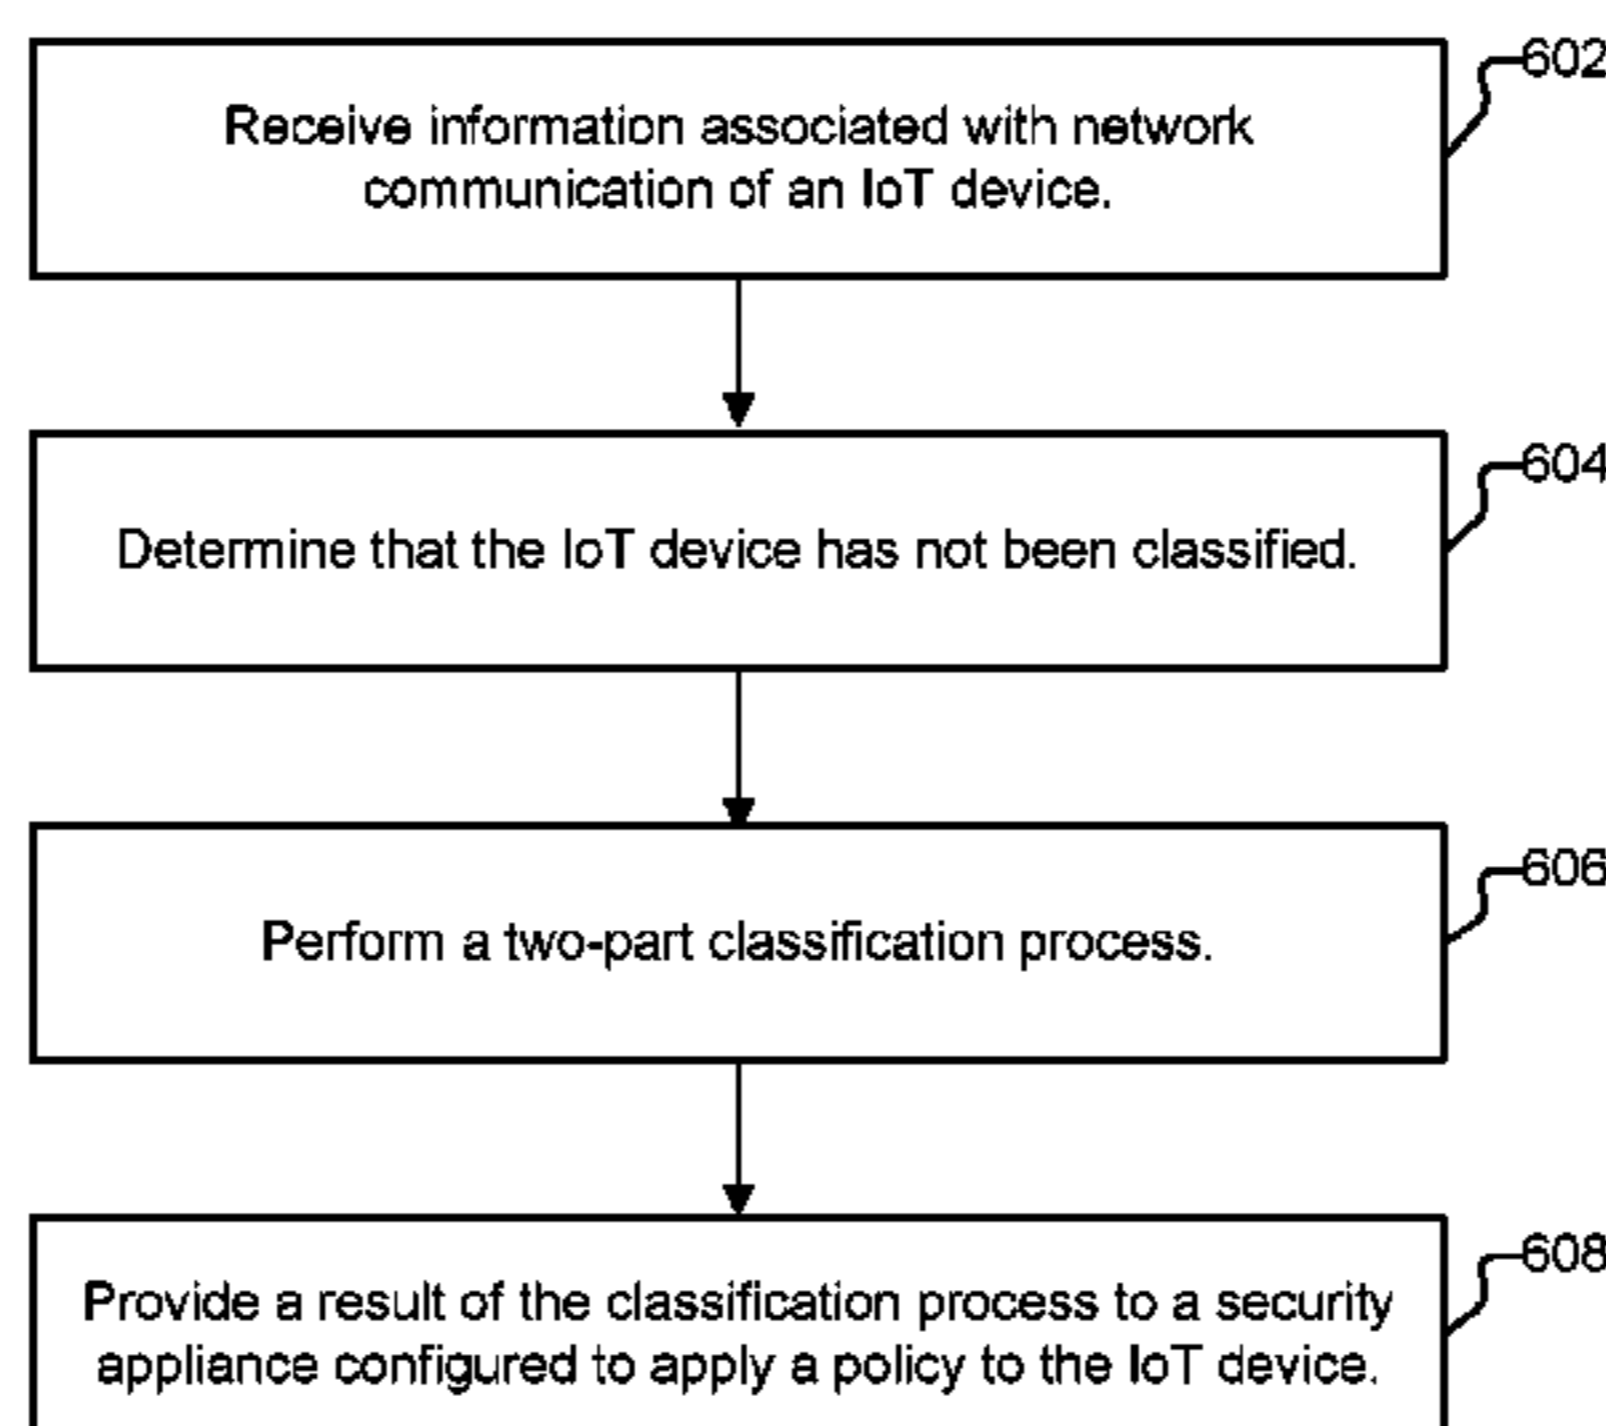 602
Receive information associated with network
communication of an IoT device.
604
Determine that the IoT device has not been classified.
606
Perform a two-part classification process.
608
Provide a result of the classification process to a security
appliance configured to apply a policy to the IoT device.